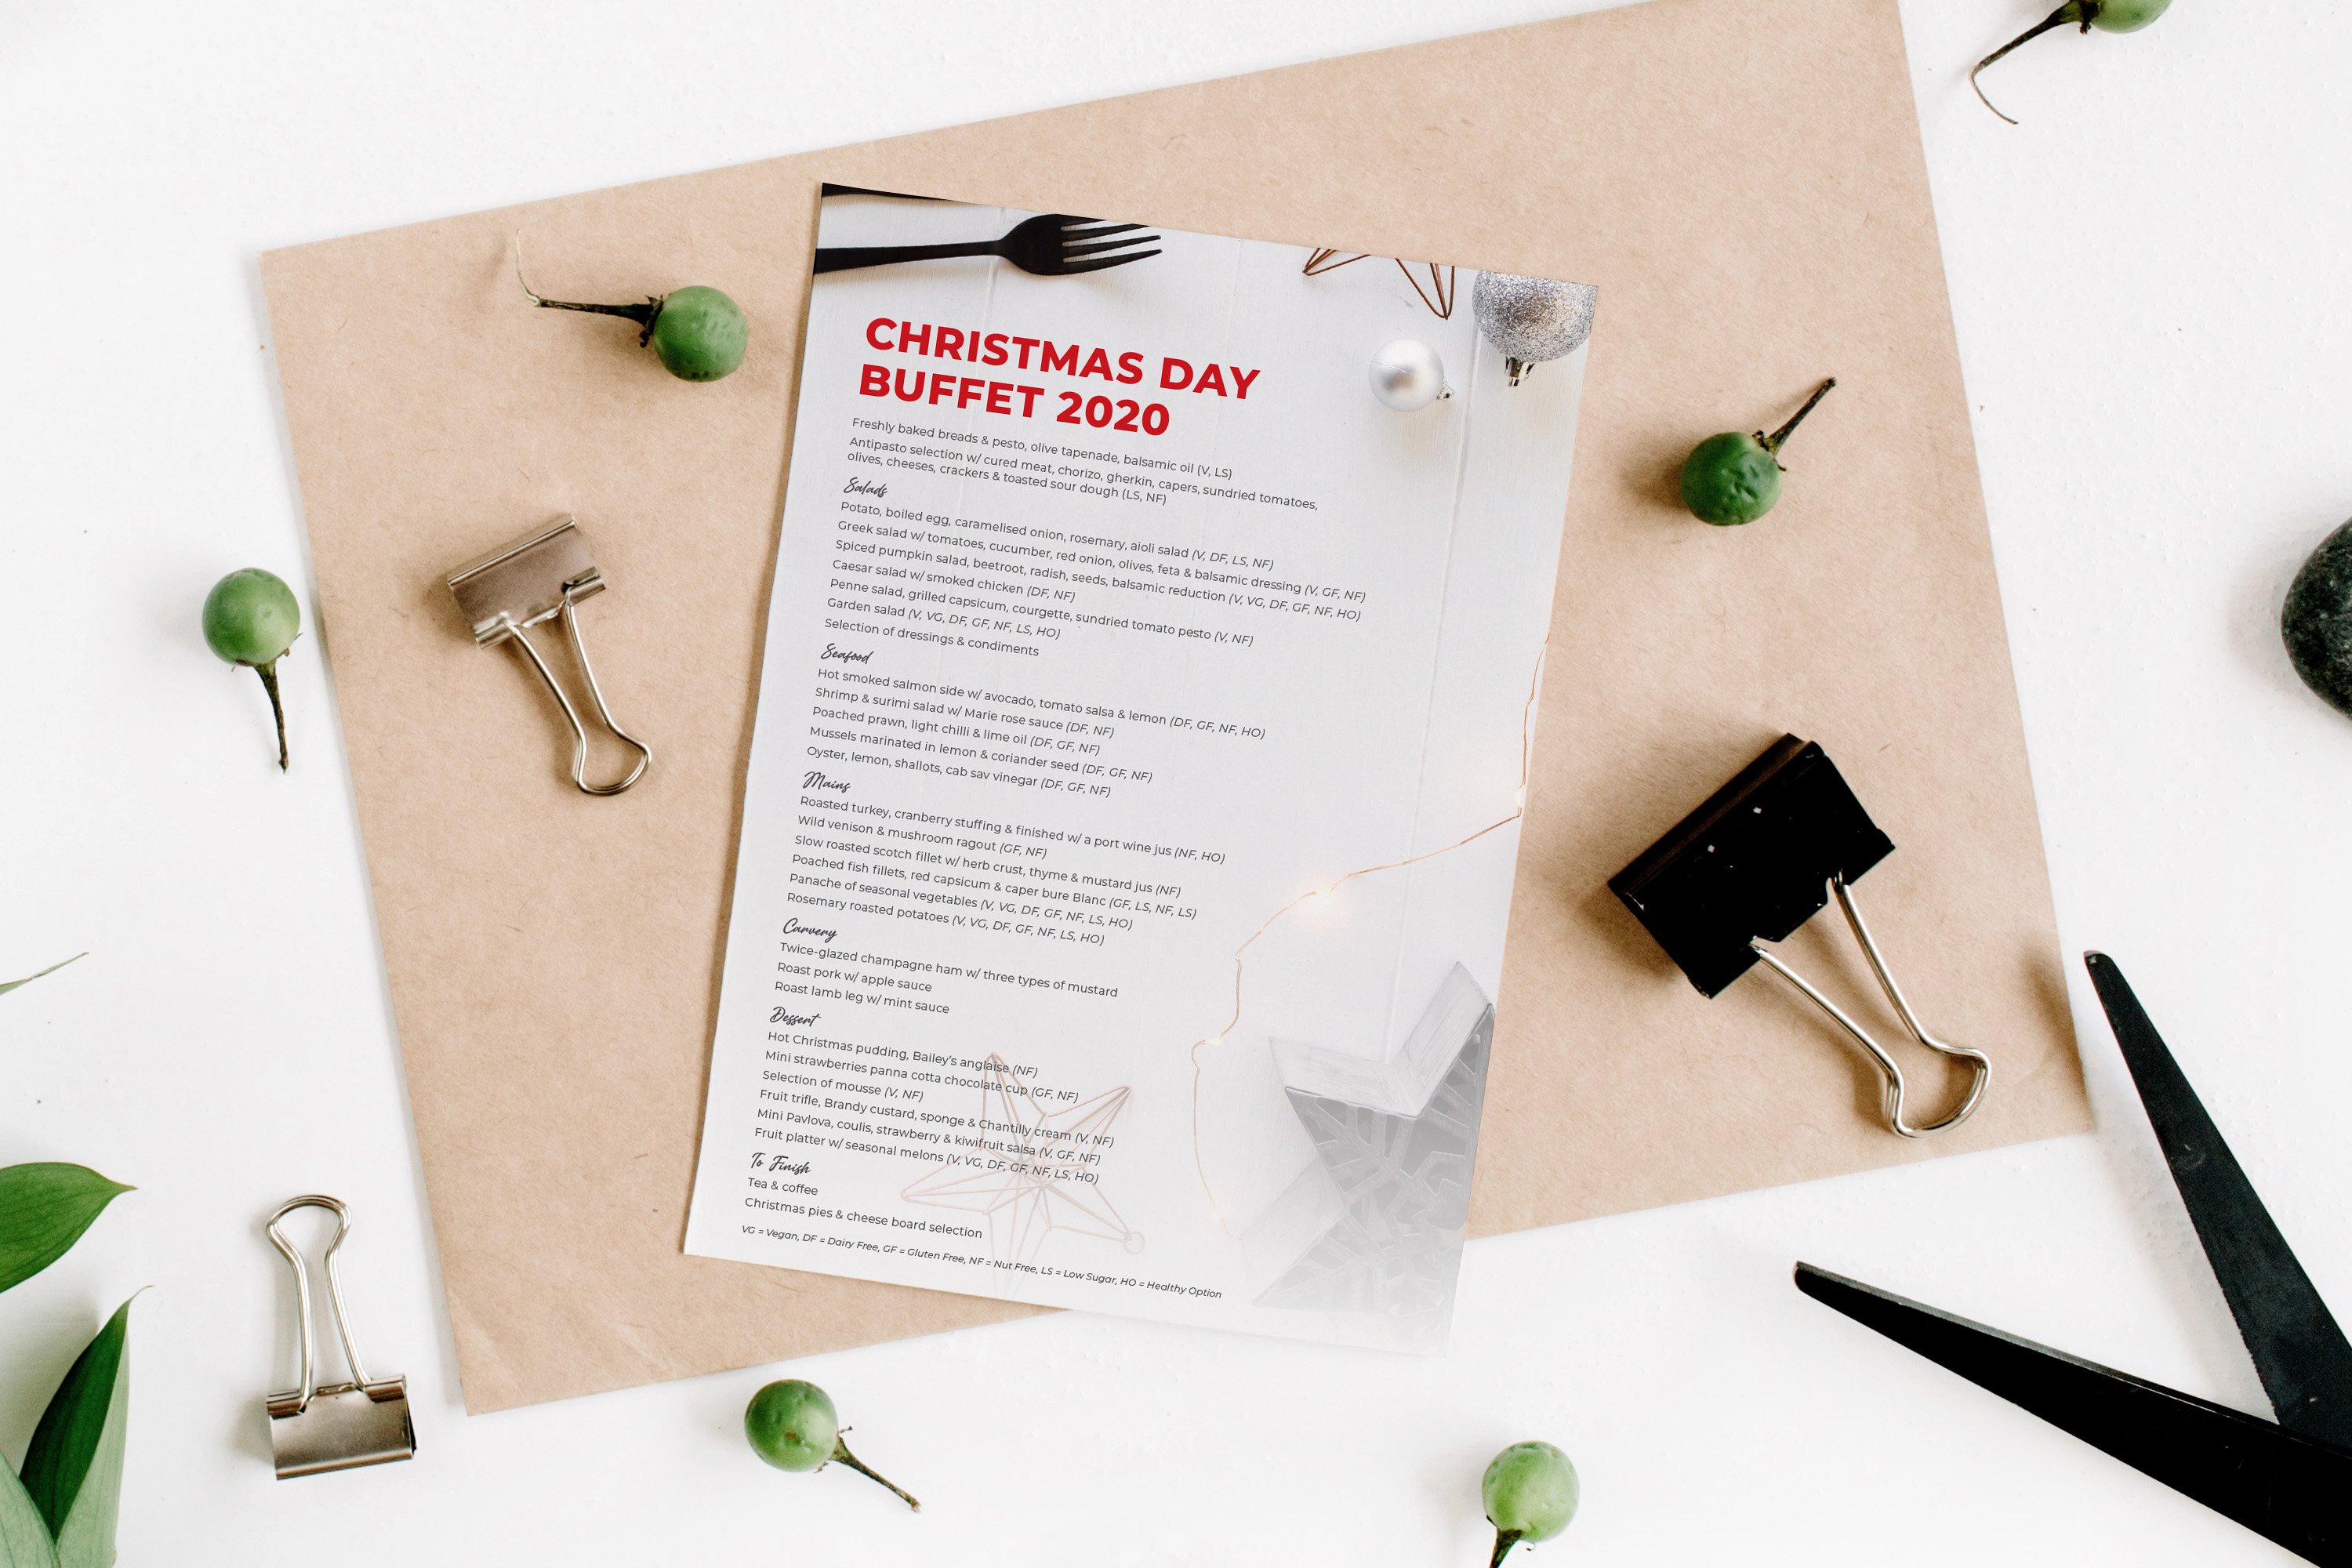 CHRISTMAS DAY
BUFFET 2020
Freshly baked breads & pesto, olive tapenade, balsamic oil (V, LS)
Antipasto selection w/ cured meat, chorizo, gherkin, capers, sundried tomatoes,
olives, cheeses, crackers & toasted sour dough (LS, NF)
Salads
Potato, boiled egg, caramelised onion, rosemary, aioli salad (V, DF, LS, NF)
Greek salad w/ tomatoes, cucumber, red onion, olives, feta & balsamic dressing (V, GF, NF)
Spiced pumpkin salad, beetroot, radish, seeds, balsamic reduction (V, VG, DF, GF, NF, HO)
Caesar salad w/ smoked chicken (DF, NF)
Penne salad, grilled capsicum, courgette, sundried tomato pesto (V, NF)
Garden salad (V, VG, DF, GF, NF, LS, HO)
Selection of dressings & condiments
Seafood
Hot smoked salmon side w/ avocado, tomato salsa & lemon (DF, GF, NF, HO)
Shrimp & surimi salad w/ Marie rose sauce (DF, NF)
Poached prawn, light chilli & lime oil (DF, GF, NF)
Mussels marinated in lemon & coriander seed (DF, GF, NF)
Oyster, lemon, shallots, cab sav vinegar (DF, GF, NF)
Mains
Roasted turkey, cranberry stuffing & finished w/ a port wine jus (NF, HO)
Wild venison & mushroom ragout (GF, NF)
Slow roasted scotch fillet w/ herb crust, thyme & mustard jus (NF)
Poached fish fillets, red capsicum & caper bure Blanc (GF, LS, NF, LS)
Panache of seasonal vegetables (V, VG, DF, GF, NF, LS, HO)
Rosemary roasted potatoes (V, VG, DF, GF, NF, LS, HO)
Carvery
Twice-glazed champagne ham w/ three types of mustard
Roast pork w/ apple sauce
Roast lamb leg w/ mint sauce
Dessert
Hot Christmas pudding, Bailey's anglaise (NF)
Mini strawberries panna cotta chocolate cup (GF, NF)
Selection of mousse (V, NF)
Fruit trifle, Brandy custard, sponge & Chantilly cream (V, NF)
Mini Pavlova, coulis, strawberry & kiwifruit salsa (V, GF, NF)
Fruit platter w/ seasonal melons (V, VG, DF, GF, NF, LS, HO)
To Finish
Tea & coffee
Christmas pies & cheese board selection
VG = Vegan, DF = Dairy Free, GF = Gluten Free, NF = Nut Free, LS = Low Sugar, HO = Healthy Option